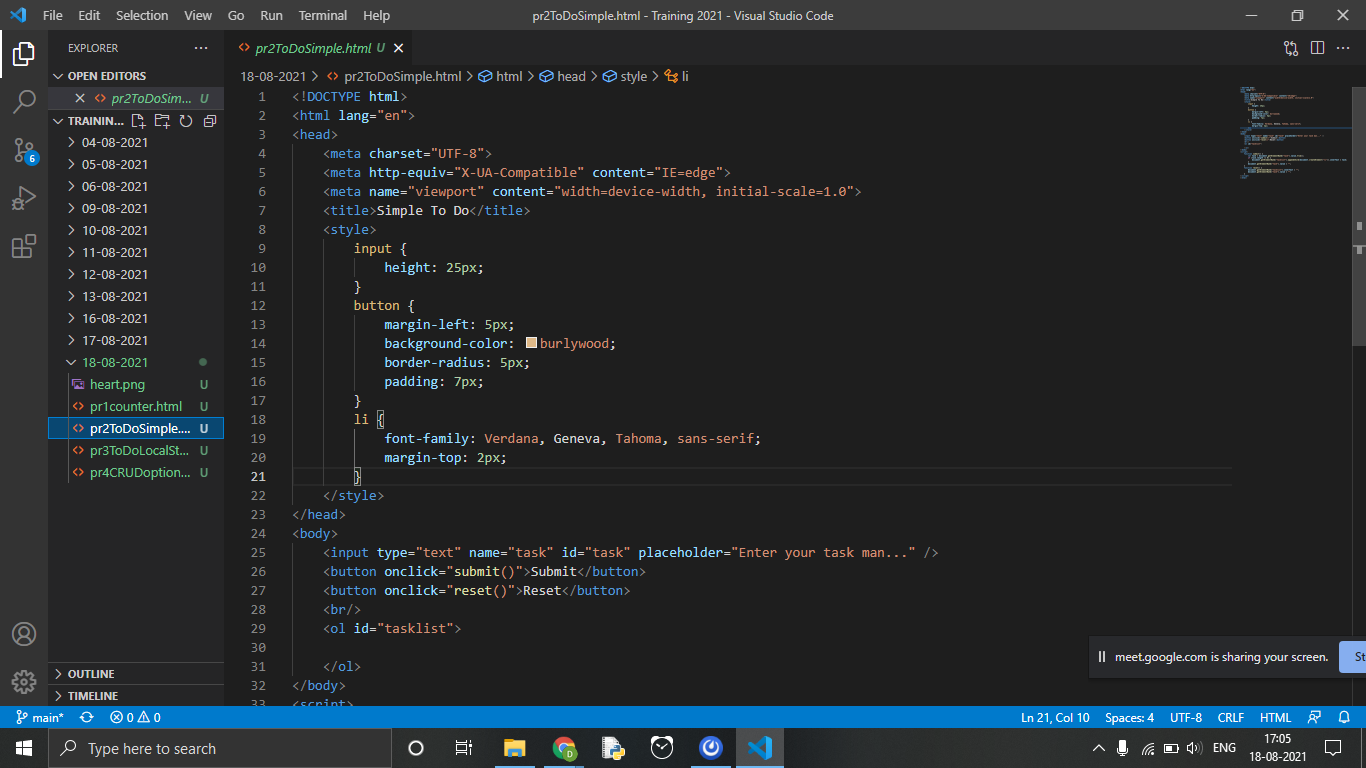 File Edit Selection View Go Run Terminal Help pr2ToDoSimple.html - Training 2021 - Visual Studio Code
EXPLORER ···
OPEN EDITORS
pr2ToDoSim... U
TRAININ...
04-08-2021
05-08-2021
06-08-2021
09-08-2021
10-08-2021
11-08-2021
12-08-2021
13-08-2021
16-08-2021
17-08-2021
18-08-2021
heart.png U
pr1counter.html U
pr2ToDoSimple.... U
pr3ToDoLocalSt... U
pr4CRUDoption... U
OUTLINE
TIMELINE
6
pr2ToDoSimple.html U
18-08-2021 > pr2ToDoSimple.html > html > head > style > li
1 <!DOCTYPE html>
2 <html lang="en">
3 <head>
4 <meta charset="UTF-8">
5 <meta http-equiv="X-UA-Compatible" content="IE=edge">
6 <meta name="viewport" content="width=device-width, initial-scale=1.0">
7 <title>Simple To Do</title>
8 <style>
9 input {
10 height: 25px;
11 }
12 button {
13 margin-left: 5px;
14 background-color: burlywood;
15 border-radius: 5px;
16 padding: 7px;
17 }
18 li {
19 font-family: Verdana, Geneva, Tahoma, sans-serif;
20 margin-top: 2px;
21 }
22 </style>
23 </head>
24 <body>
25 <input type="text" name="task" id="task" placeholder="Enter your task man..." />
26 <button onclick="submit()">Submit</button>
27 <button onclick="reset()">Reset</button>
28 <br/>
29 <ol id="tasklist">
30
31 </ol>
32 </body>
33 <script>
meet.google.com is sharing your screen. St
main* 0 0 Ln 21, Col 10 Spaces: 4 UTF-8 CRLF HTML
Type here to search
D
ENG
17:05
18-08-2021